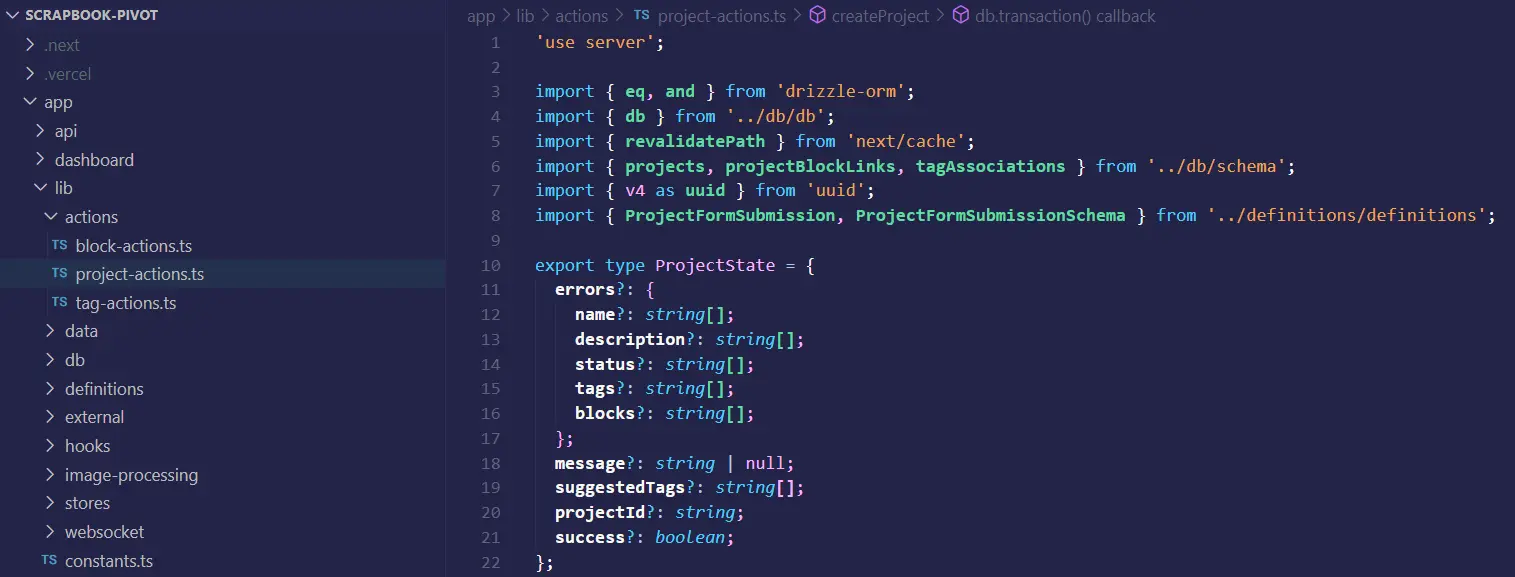 SCRAPBOOK-PIVOT
.next
.vercel
app
api
dashboard
lib
actions
TS block-actions.ts
TS project-actions.ts
TS tag-actions.ts
data
db
definitions
external
hooks
image-processing
stores
websocket
TS constants.ts
app > lib > actions > TS project-actions.ts > createProject > db.transaction() callback
1 'use server';
2
3 import { eq, and } from 'drizzle-orm';
4 import { db } from '../db/db';
5 import { revalidatePath } from 'next/cache';
6 import { projects, projectBlockLinks, tagAssociations } from '../db/schema';
7 import { v4 as uuid } from 'uuid';
8 import { ProjectFormSubmission, ProjectFormSubmissionSchema } from '../definitions/definitions';
9
10 export type ProjectState = {
11 errors?: {
12 name?: string[];
13 description?: string[];
14 status?: string[];
15 tags?: string[];
16 blocks?: string[];
17 };
18 message?: string | null;
19 suggestedTags?: string[];
20 projectId?: string;
21 success?: boolean;
22 };